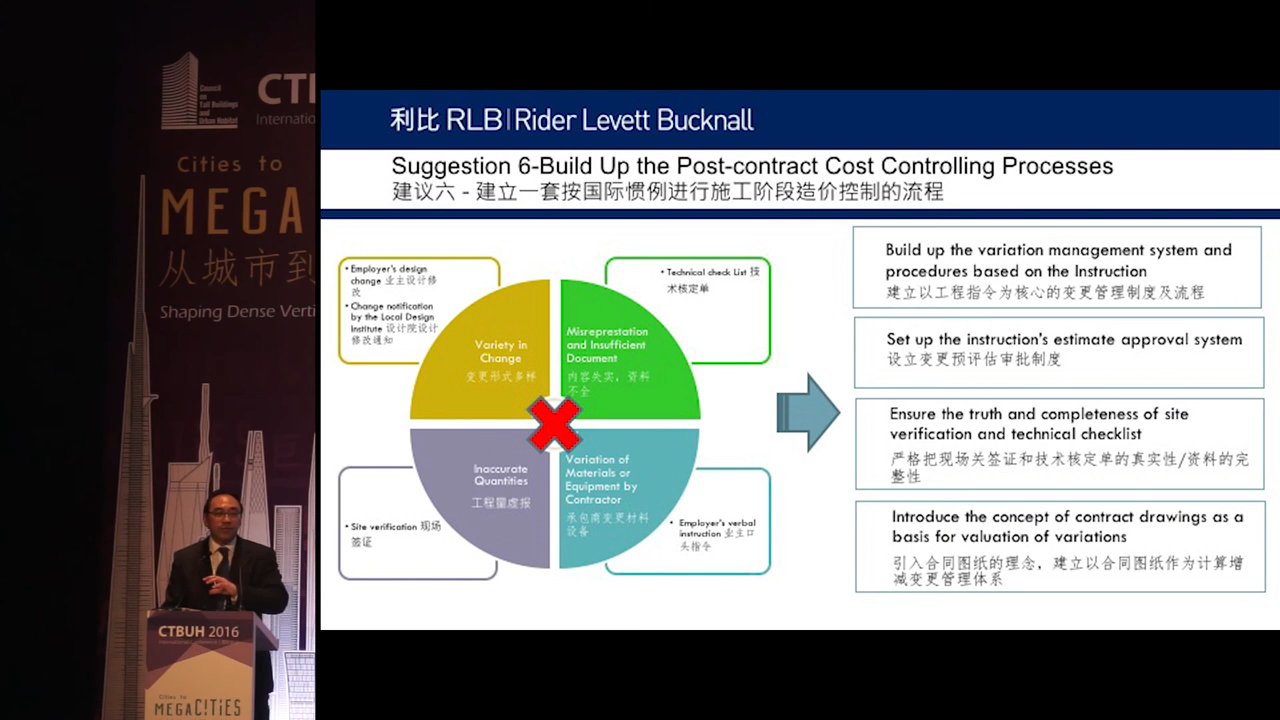 Council
on
Tall Buildings
and
Urban Habitat
CTI
Internatio
Cities to
MEGA
从城市到
Shaping Dense Verti
CTBUH 2016
Cities to
MEGACITIES
利比 RLB | Rider Levett Bucknall
Suggestion 6-Build Up the Post-contract Cost Controlling Processes
建议六 - 建立一套按国际惯例进行施工阶段造价控制的流程
• Employer's design
change 业主设计修
改
• Change notification
by the Local Design
Institute 设计院设计
修改通知
• Technical check List 技
术核定单
Variety in
Change
变更形式多样
Misreprestation
and Insufficient
Document
内容失实，资料
不全
Inaccurate
Quantities
工程量虚报
Variation of
Materials or
Equipment by
Contractor
承包商变更材料
设备
• Site verification 现场
签证
• Employer's verbal
instruction 业主口
头指令
Build up the variation management system and
procedures based on the Instruction
建立以工程指令为核心的变更管理制度及流程
Set up the instruction's estimate approval system
设立变更预评估审批制度
Ensure the truth and completeness of site
verification and technical checklist
严格把现场关签证和技术核定单的真实性/资料的完
整性
Introduce the concept of contract drawings as a
basis for valuation of variations
引入合同图纸的理念，建立以合同图纸作为计算增
减变更管理体系